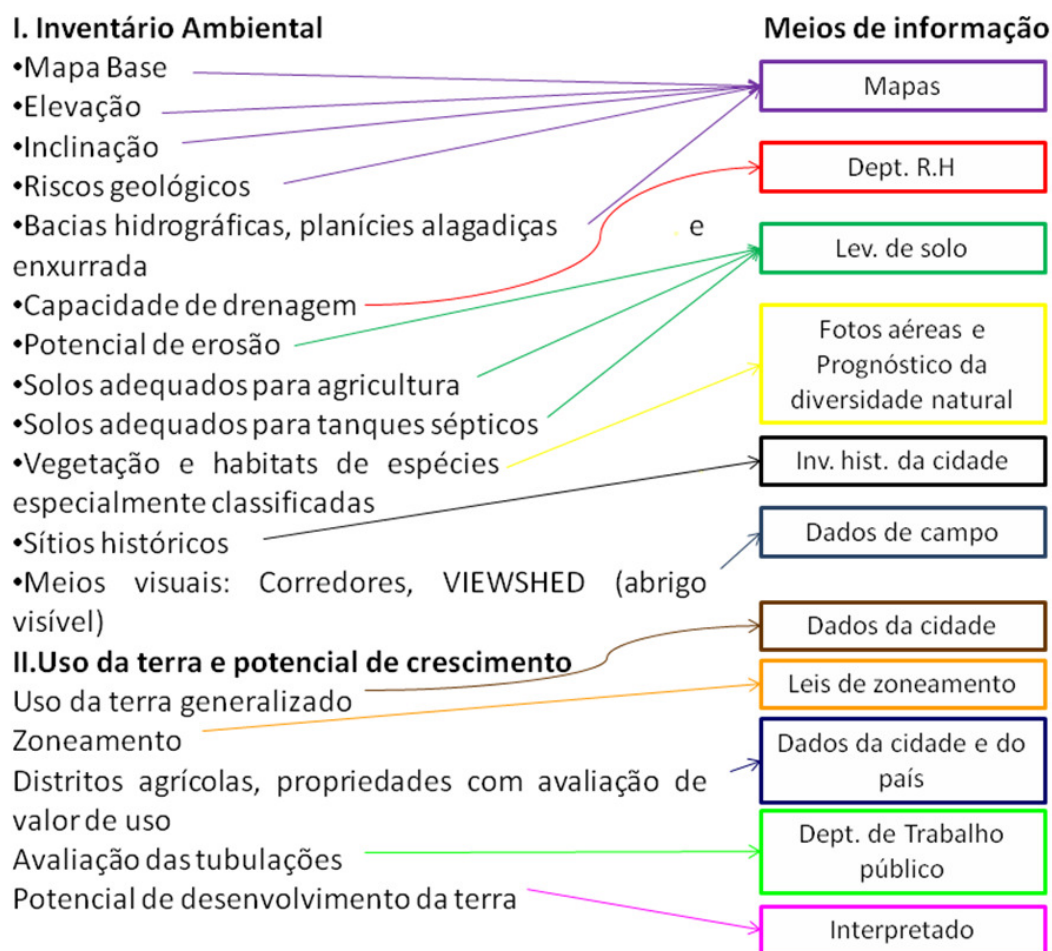 I. Inventário Ambiental
•Mapa Base
•Elevação
•Inclinação
•Riscos geológicos
•Bacias hidrográficas, planícies alagadiças e
enxurrada
•Capacidade de drenagem
•Potencial de erosão
•Solos adequados para agricultura
•Solos adequados para tanques sépticos
•Vegetação e habitats de espécies
especialmente classificadas
•Sítios históricos
•Meios visuais: Corredores, VIEWSHED (abrigo
visível)
II.Uso da terra e potencial de crescimento
Uso da terra generalizado
Zoneamento
Distritos agrícolas, propriedades com avaliação de
valor de uso
Avaliação das tubulações
Potencial de desenvolvimento da terra
Meios de informação
Mapas
Dept. R.H
Lev. de solo
Fotos aéreas e
Prognóstico da
diversidade natural
Inv. hist. da cidade
Dados de campo
Dados da cidade
Leis de zoneamento
Dados da cidade e do
país
Dept. de Trabalho
público
Interpretado